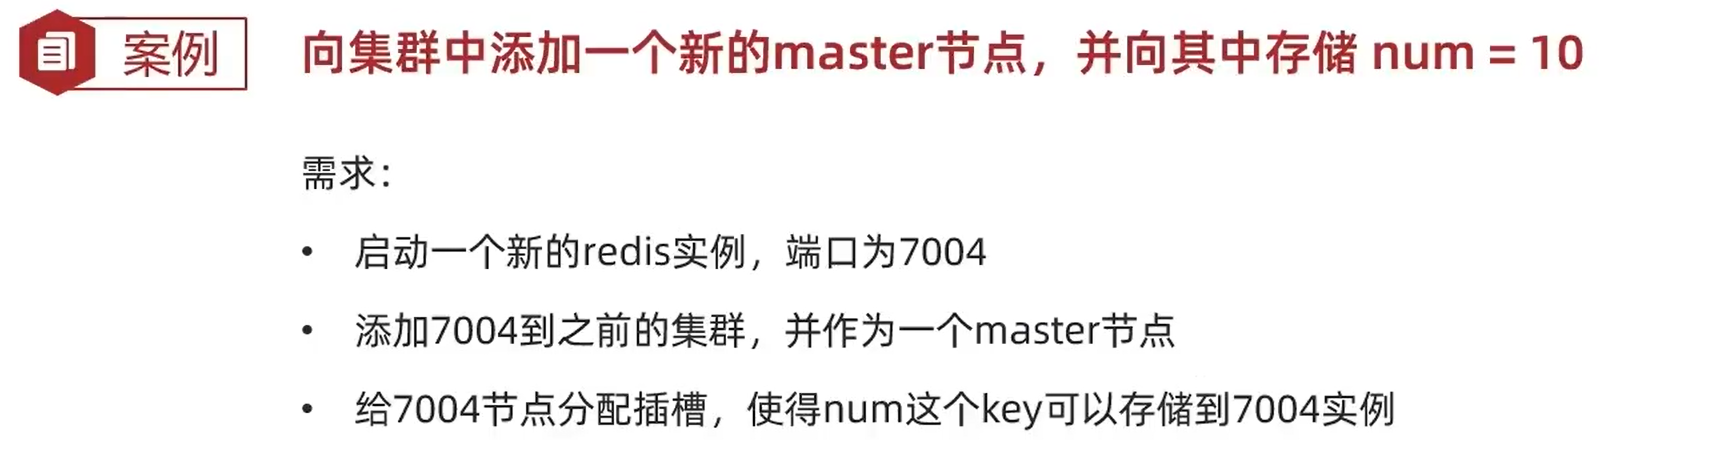 案例
向集群中添加一个新的master节点，并向其中存储 num = 10
需求：
• 启动一个新的redis实例，端口为7004
• 添加7004到之前的集群，并作为一个master节点
• 给7004节点分配插槽，使得num这个key可以存储到7004实例